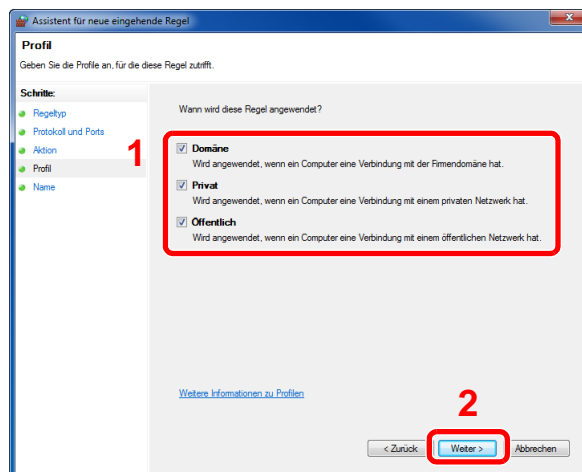 Assistent für neue eingehende Regel
Profil
Geben Sie die Profile an, für die diese Regel zutrifft.
Schritte:
Regeltyp
Protokoll und Ports
Aktion
Profil
Name
1
Wann wird diese Regel angewendet?
Domäne
Wird angewendet, wenn ein Computer eine Verbindung mit der Firmendomäne hat.
Privat
Wird angewendet, wenn ein Computer eine Verbindung mit einem privaten Netzwerk hat.
Öffentlich
Wird angewendet, wenn ein Computer eine Verbindung mit einem öffentlichen Netzwerk hat.
Weitere Informationen zu Profilen
2
< Zurück Weiter > Abbrechen